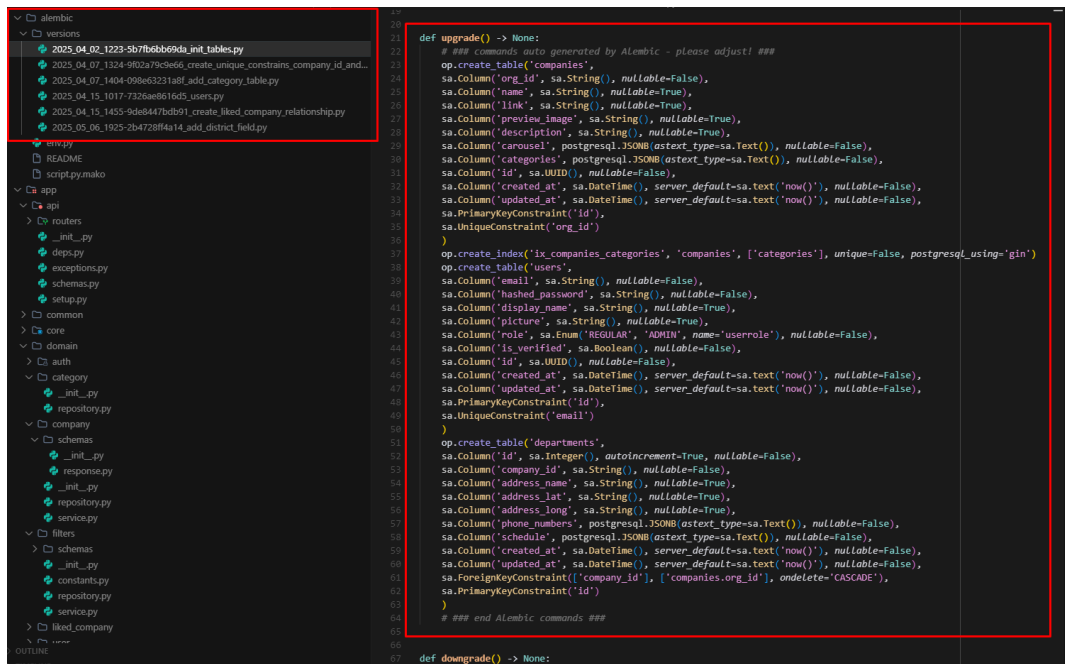 alembic
versions
2025_04_02_1223-5b7fb6bb69da_init_tables.py
2025_04_07_1324-9f02a79c9e66_create_unique_constrains_company_id_and...
2025_04_07_1404-098e63231a8f_add_category_table.py
2025_04_15_1017-7326ae8616d5_users.py
2025_04_15_1455-9de8447bdb91_create_liked_company_relationship.py
2025_05_06_1925-2b4728ff4a14_add_district_field.py
env.py
README
script.py.mako
app
api
routers
__init__.py
deps.py
exceptions.py
schemas.py
setup.py
common
core
domain
auth
category
__init__.py
repository.py
company
schemas
__init__.py
response.py
__init__.py
repository.py
service.py
filters
schemas
__init__.py
constants.py
repository.py
service.py
liked_company
user
OUTLINE
19
20
21 def upgrade() -> None:
22 # ### commands auto generated by Alembic - please adjust! ###
23 op.create_table('companies',
24 sa.Column('org_id', sa.String(), nullable=False),
25 sa.Column('name', sa.String(), nullable=True),
26 sa.Column('link', sa.String(), nullable=True),
27 sa.Column('preview_image', sa.String(), nullable=True),
28 sa.Column('description', sa.String(), nullable=True),
29 sa.Column('carousel', postgresql.JSONB(astext_type=sa.Text()), nullable=False),
30 sa.Column('categories', postgresql.JSONB(astext_type=sa.Text()), nullable=False),
31 sa.Column('id', sa.UUID(), nullable=False),
32 sa.Column('created_at', sa.DateTime(), server_default=sa.text('now()'), nullable=False),
33 sa.Column('updated_at', sa.DateTime(), server_default=sa.text('now()'), nullable=False),
34 sa.PrimaryKeyConstraint('id'),
35 sa.UniqueConstraint('org_id')
36 )
37 op.create_index('ix_companies_categories', 'companies', ['categories'], unique=False, postgresql_using='gin')
38 op.create_table('users',
39 sa.Column('email', sa.String(), nullable=False),
40 sa.Column('hashed_password', sa.String(), nullable=False),
41 sa.Column('display_name', sa.String(), nullable=True),
42 sa.Column('picture', sa.String(), nullable=True),
43 sa.Column('role', sa.Enum('REGULAR', 'ADMIN', name='userrole'), nullable=False),
44 sa.Column('is_verified', sa.Boolean(), nullable=False),
45 sa.Column('id', sa.UUID(), nullable=False),
46 sa.Column('created_at', sa.DateTime(), server_default=sa.text('now()'), nullable=False),
47 sa.Column('updated_at', sa.DateTime(), server_default=sa.text('now()'), nullable=False),
48 sa.PrimaryKeyConstraint('id'),
49 sa.UniqueConstraint('email')
50 )
51 op.create_table('departments',
52 sa.Column('id', sa.Integer(), autoincrement=True, nullable=False),
53 sa.Column('company_id', sa.String(), nullable=False),
54 sa.Column('address_name', sa.String(), nullable=True),
55 sa.Column('address_lat', sa.String(), nullable=True),
56 sa.Column('address_long', sa.String(), nullable=True),
57 sa.Column('phone_numbers', postgresql.JSONB(astext_type=sa.Text()), nullable=False),
58 sa.Column('schedule', postgresql.JSONB(astext_type=sa.Text()), nullable=False),
59 sa.Column('created_at', sa.DateTime(), server_default=sa.text('now()'), nullable=False),
60 sa.Column('updated_at', sa.DateTime(), server_default=sa.text('now()'), nullable=False),
61 sa.ForeignKeyConstraint(['company_id'], ['companies.org_id'], ondelete='CASCADE'),
62 sa.PrimaryKeyConstraint('id')
63 )
64 # ### end Alembic commands ###
65
66
67 def downgrade() -> None: